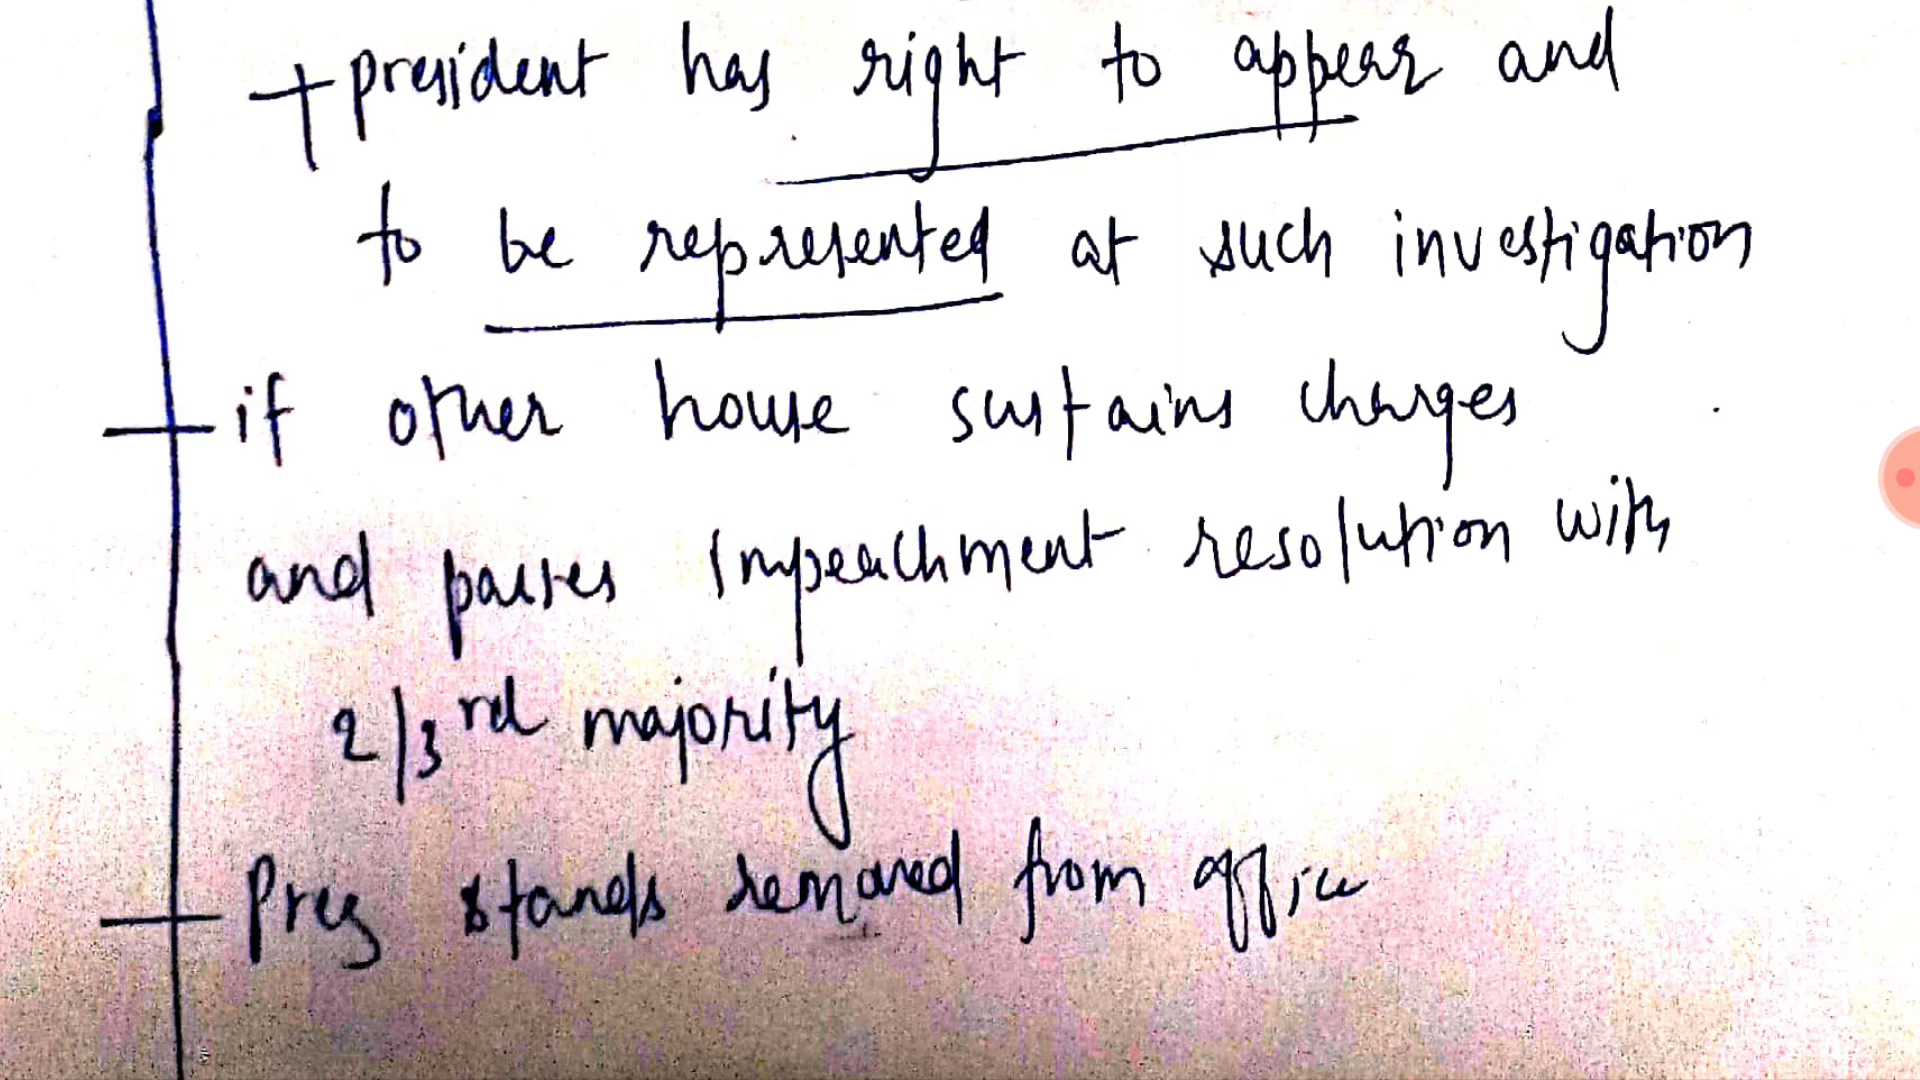 + president has right to appear and
to be represented at such investigation
if other house sustains charges
and passes Impeachment resolution with
2/3rd majority
Pres stands removed from office